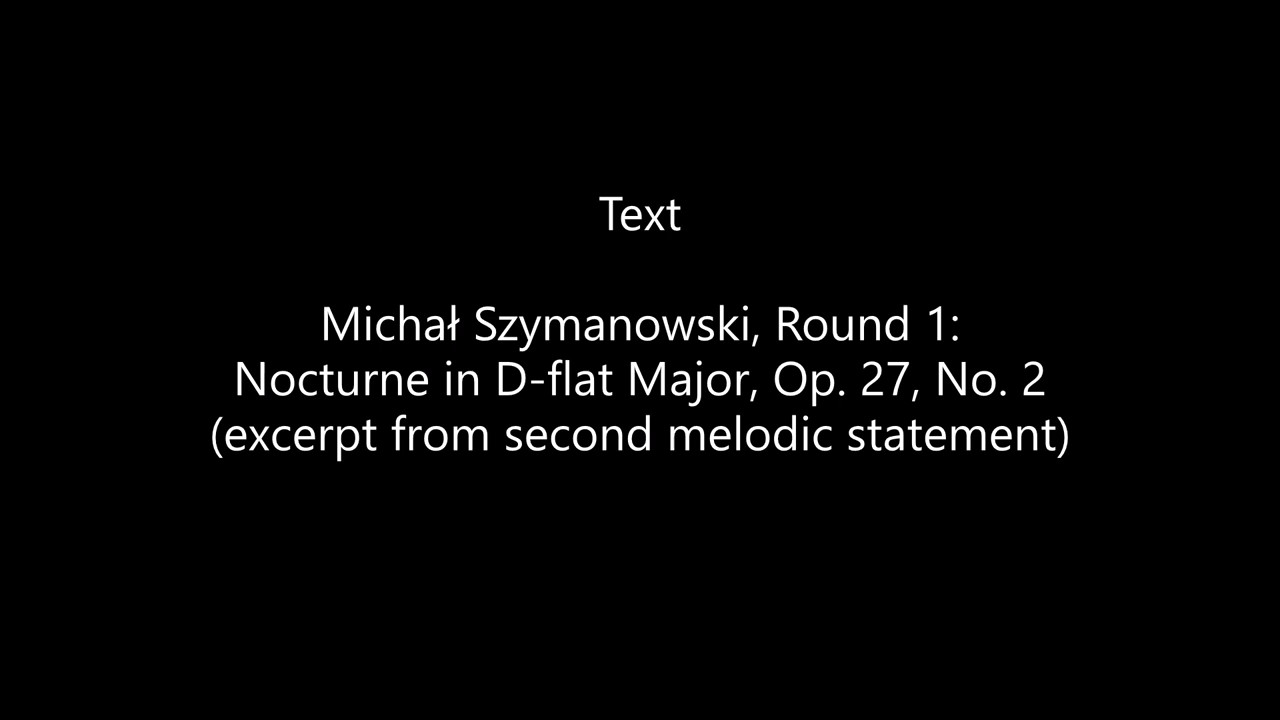 Text
Michał Szymanowski, Round 1:
Nocturne in D-flat Major, Op. 27, No. 2
(excerpt from second melodic statement)